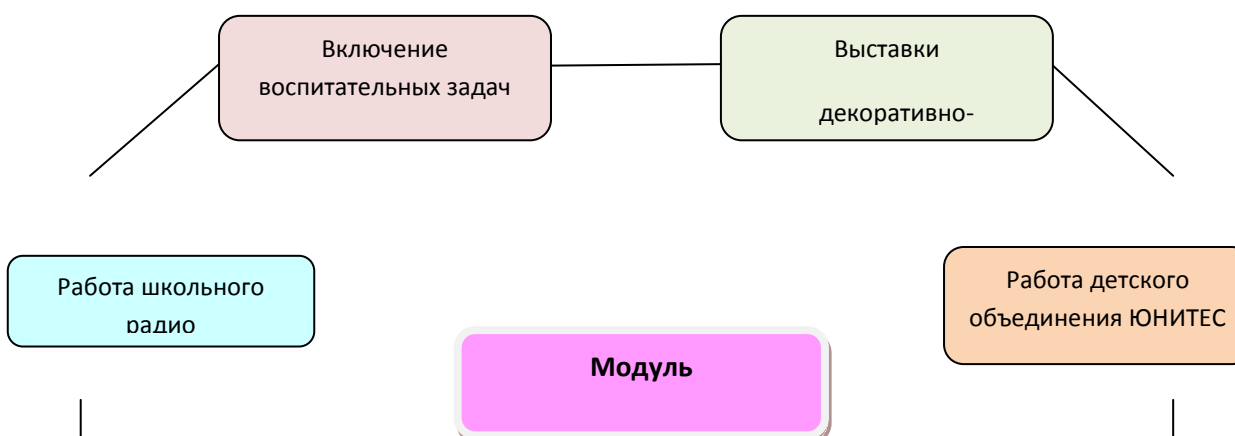 Включение
воспитательных задач
Выставки
декоративно-
Работа школьного
радио
Работа детского
объединения ЮНИТЕС
Модуль